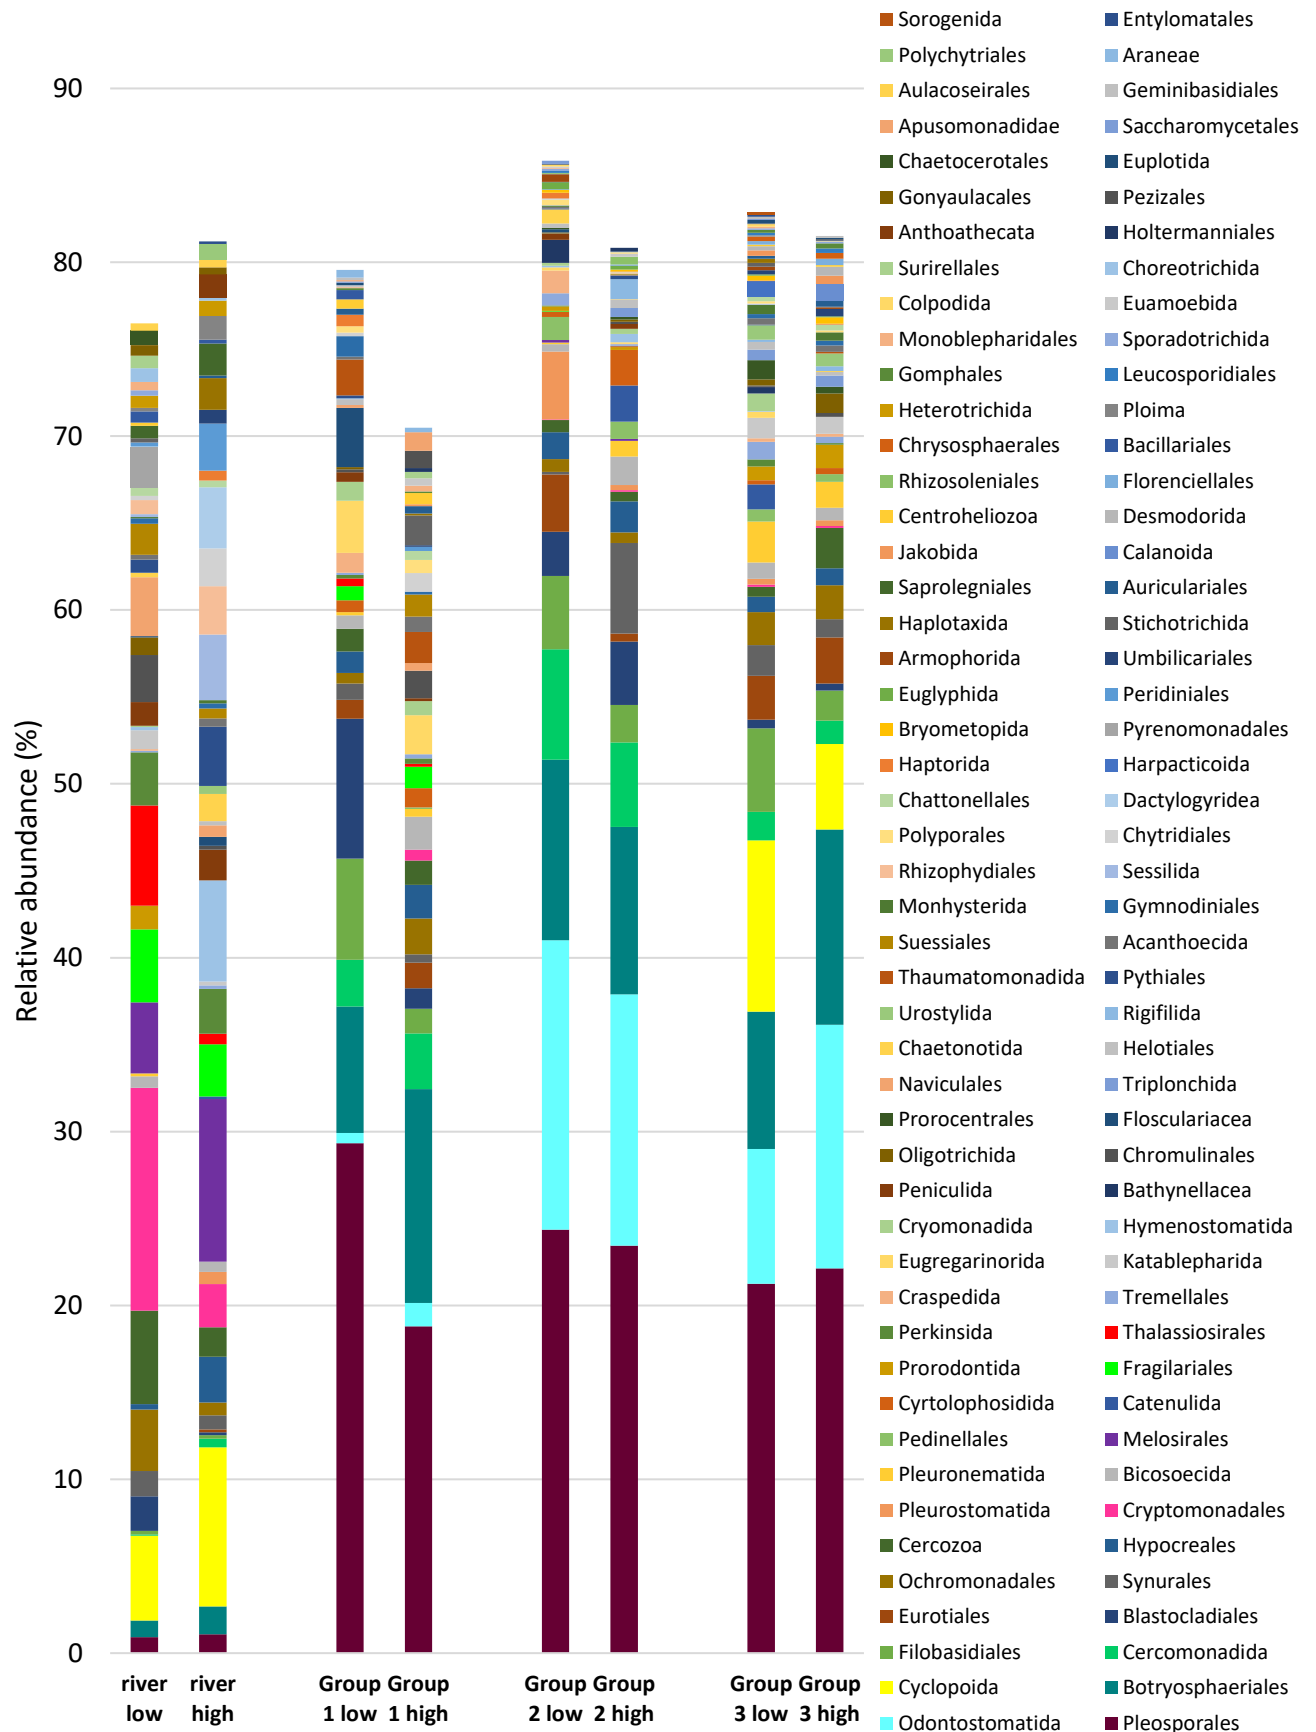 Sorogenida Entylomatales
Polychytriales Araneae
90
Aulacoseirales Geminibasidiales
Apusomonadidae Saccharomycetales
Chaetocerotales Euplotida
Gonyaulacales Pezizales
Anthoathecata Holtermanniales
80
Surirellales Choreotrichida
Colpodida Euamoebida
Monoblepharidales Sporadotrichida
Gomphales Leucosporidiales
Heterotrichida Ploima
70
Chrysosphaerales Bacillariales
Rhizosoleniales Florenciellales
Centroheliozoa Desmodorida
Jakobida Calanoida
Saprolegniales Auriculariales
60
Haplotaxida Stichotrichida
Armophorida Umbilicariales
Euglyphida Peridiniales
Bryometopida Pyrenomonadales
Haptorida Harpacticoida
50
Chattonellales Dactylogyridea
Polyporales Chytridiales
Rhizophydiales Sessilida
Monhysterida Gymnodiniales
Suessiales Acanthoecida
40
Relative abundance (%)
Thaumatomonadida Pythiales
Urostylida Rigifilida
Chaetonotida Helotiales
Naviculales Triplonchida
Prorocentrales Flosculariacea
30
Oligotrichida Chromulinales
Peniculida Bathynellacea
Cryomonadida Hymenostomatida
Eugregarinorida Katablepharida
Craspedida Tremellales
20
Perkinsida Thalassiosirales
Prorodontida Fragilariales
Cyrtolophosidida Catenulida
Pedinellales Melosirales
Pleuronematida Bicosoecida
10
Pleurostomatida Cryptomonadales
Cercozoa Hypocreales
Ochromonadales Synurales
Eurotiales Blastocladiales
Filobasidiales Cercomonadida
0
Cyclopoida Botryosphaeriales
Odontostomatida Pleosporales
river low
river high
Group 1 low
Group 1 high
Group 2 low
Group 2 high
Group 3 low
Group 3 high